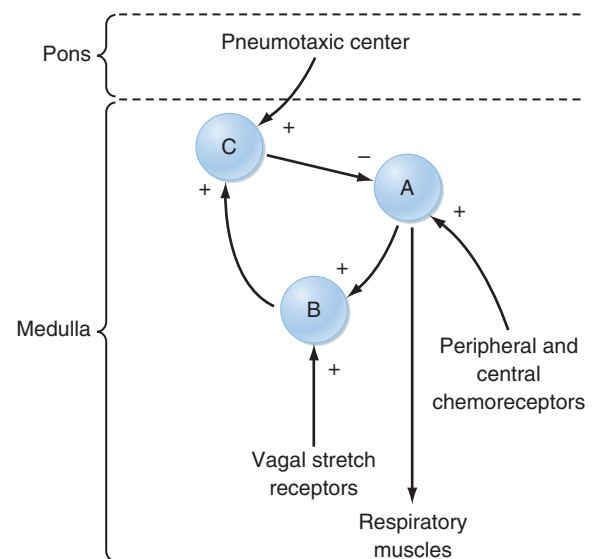 Pneumotaxic center
Pons
+
C
–
A
+
+
+
B
Medulla
+
Peripheral and
central
chemoreceptors
Vagal stretch
receptors
Respiratory
muscles